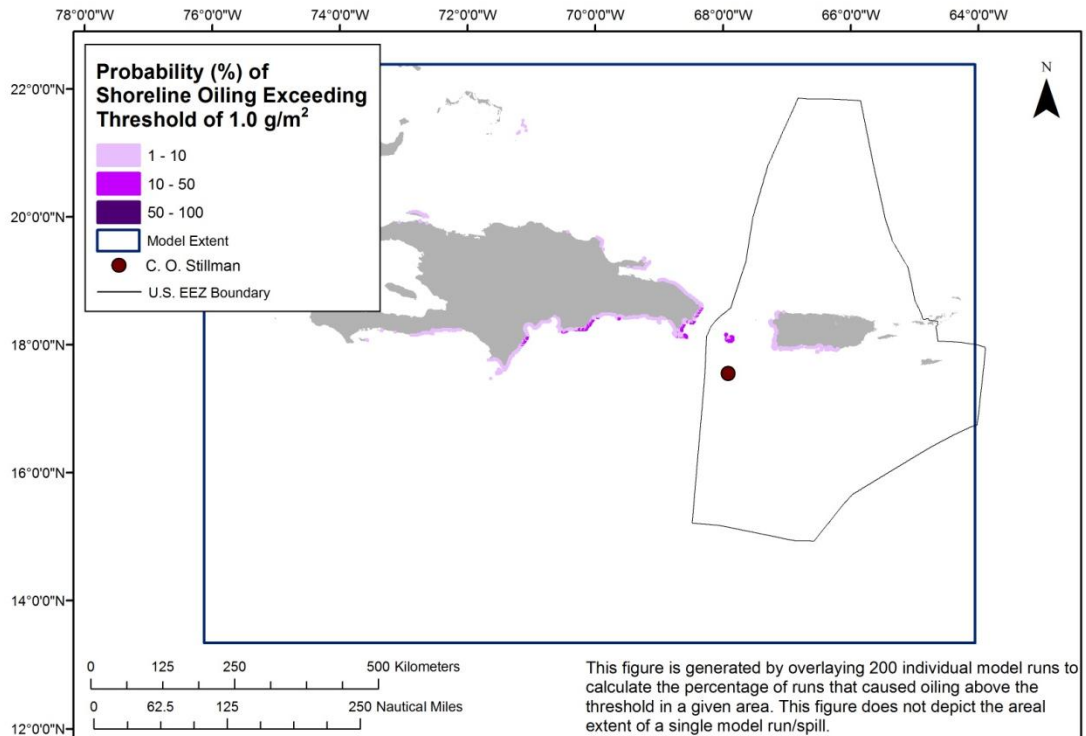 78°0'0"W 76°0'0"W 74°0'0"W 72°0'0"W 70°0'0"W 68°0'0"W 66°0'0"W 64°0'0"W
Probability (%) of
Shoreline Oiling Exceeding
Threshold of 1.0 g/m²
1 - 10
10 - 50
50 - 100
Model Extent
C. O. Stillman
U.S. EEZ Boundary
N
22°0'0"N
20°0'0"N
18°0'0"N
16°0'0"N
14°0'0"N
12°0'0"N
0 125 250 500 Kilometers
0 62.5 125 250 Nautical Miles
This figure is generated by overlaying 200 individual model runs to
calculate the percentage of runs that caused oiling above the
threshold in a given area. This figure does not depict the areal
extent of a single model run/spill.